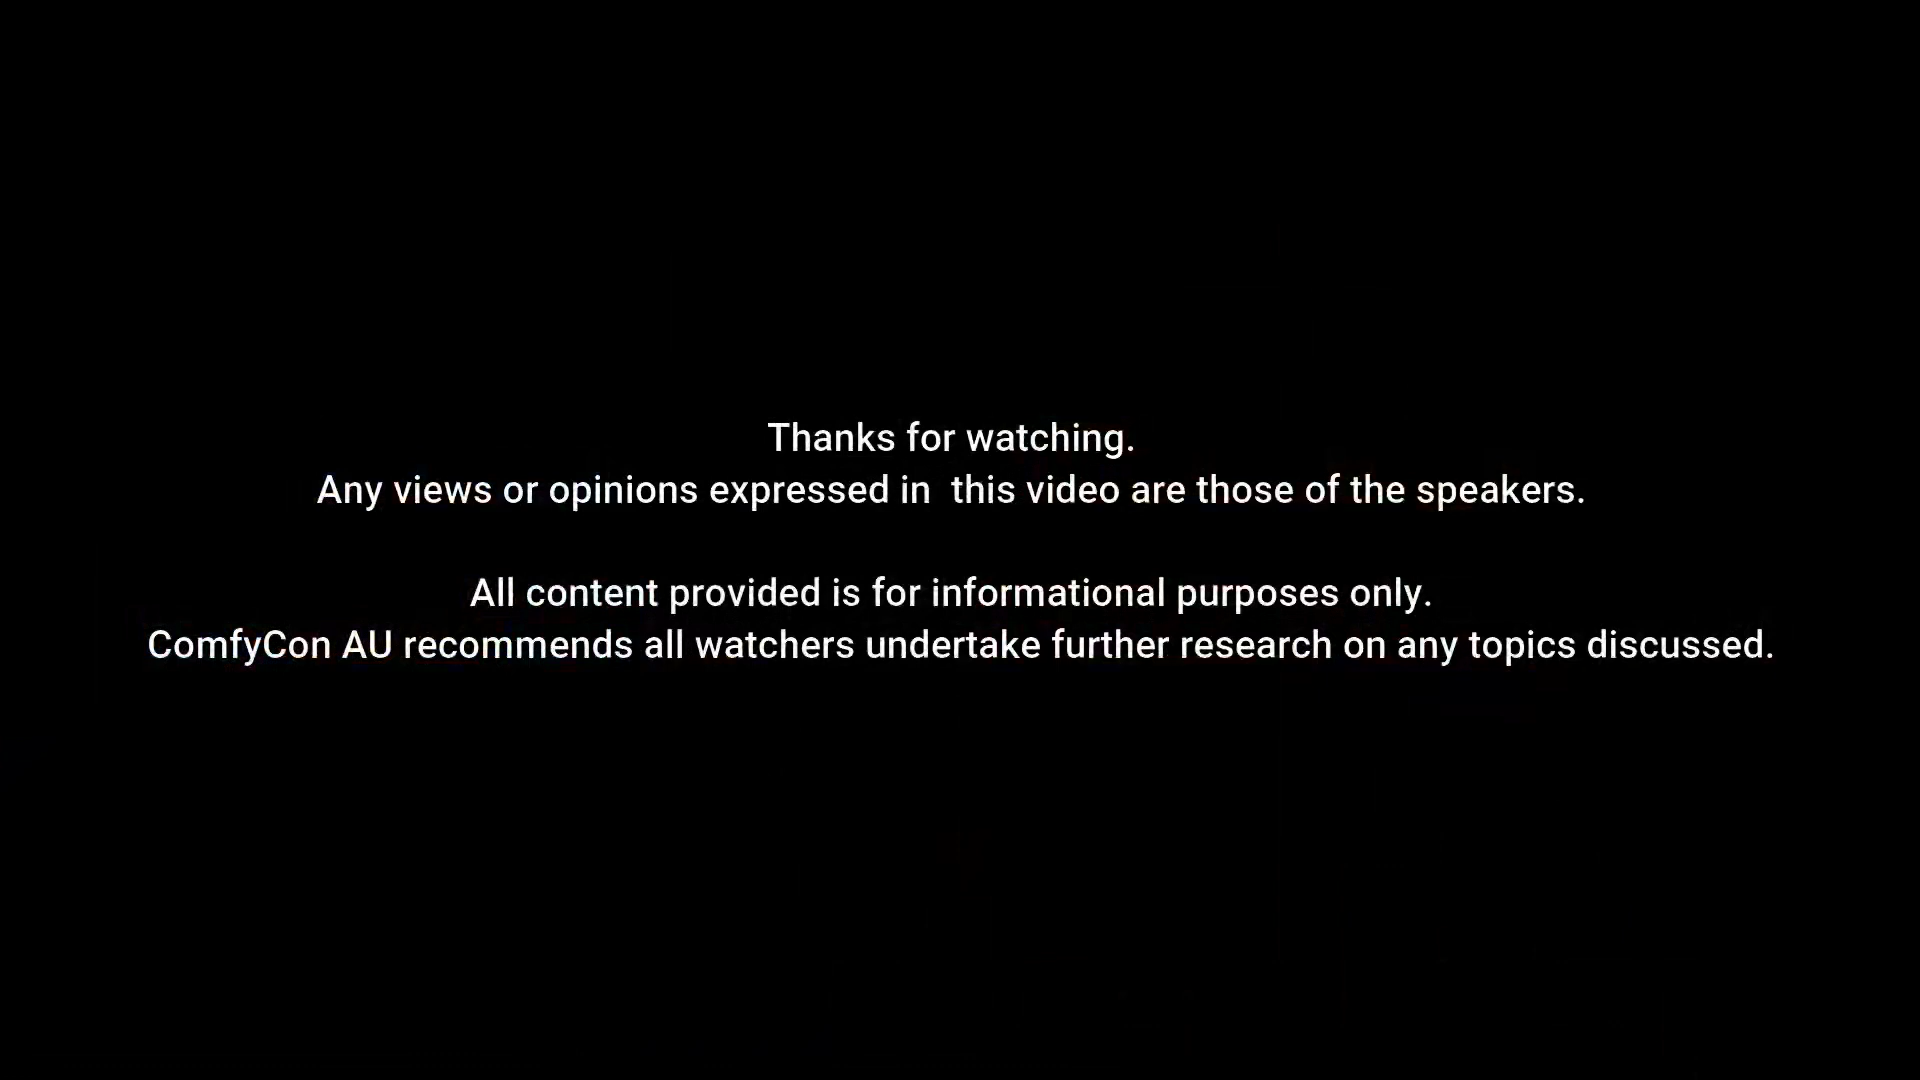 Thanks for watching.
Any views or opinions expressed in  this video are those of the speakers.
All content provided is for informational purposes only.
ComfyCon AU recommends all watchers undertake further research on any topics discussed.